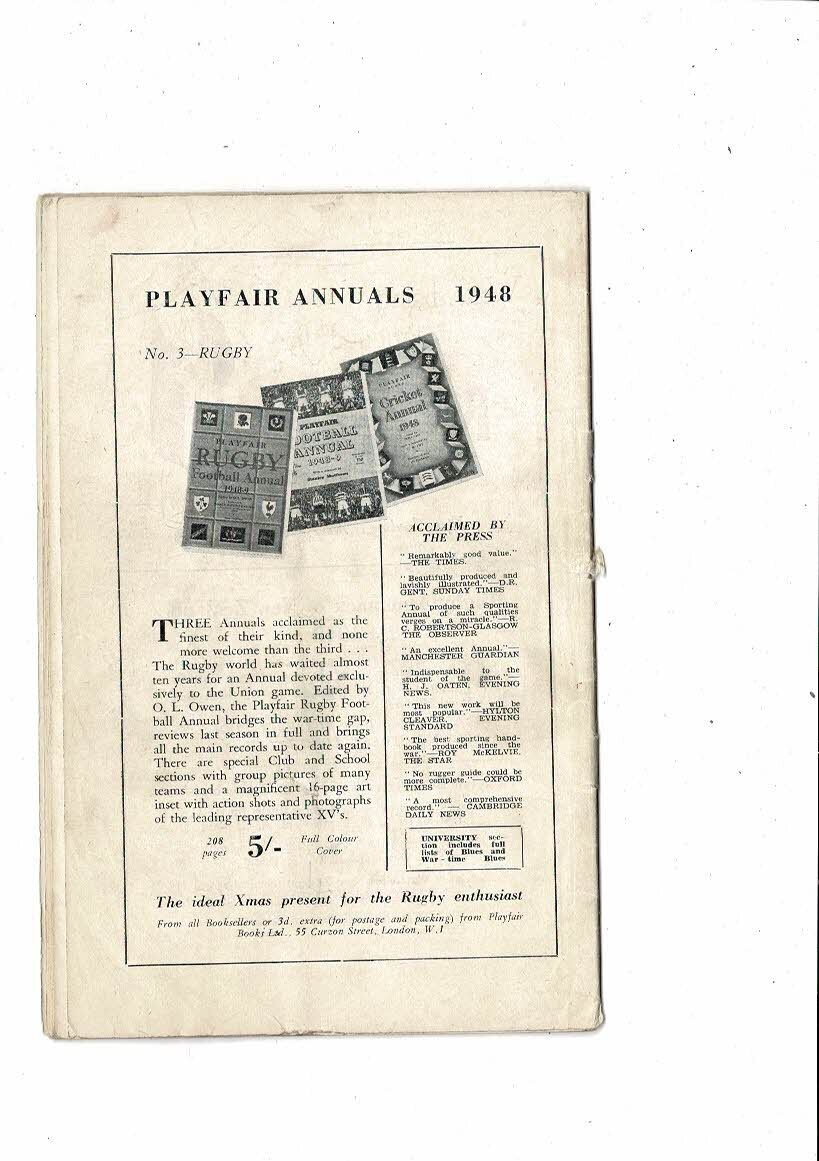 PLAYFAIR ANNUALS 1948
No. 3—RUGBY
PLAYFAIR
RUGBY
Football Annual
1948-9
PLAYFAIR
FOOTBALL
ANNUAL
1948-9
Stanley Matthews
PLAYFAIR
Cricket
Annual
1948
THREE Annuals acclaimed as the
finest of their kind, and none
more welcome than the third . . .
The Rugby world has waited almost
ten years for an Annual devoted exclu-
sively to the Union game. Edited by
O. L. Owen, the Playfair Rugby Foot-
ball Annual bridges the war-time gap,
reviews last season in full and brings
all the main records up to date again.
There are special Club and School
sections with group pictures of many
teams and a magnificent 16-page art
inset with action shots and photographs
of the leading representative XV's.
208
pages
5/-
Full Colour
Cover
ACCLAIMED BY
THE PRESS
" Remarkably good value."
—THE TIMES.
" Beautifully produced and
lavishly illustrated."—D.R.
GENT, SUNDAY TIMES
" To produce a Sporting
Annual of such qualities
verges on a miracle."—R.
C. ROBERTSON-GLASGOW
THE OBSERVER
" An excellent Annual."—
MANCHESTER GUARDIAN
" Indispensable to the
student of the game."—
H. J. OATEN, EVENING
NEWS.
" This new work will be
most popular."—HYLTON
CLEAVER, EVENING
STANDARD
" The best sporting hand-
book produced since the
war."—ROY McKELVIE,
THE STAR
" No rugger guide could be
more complete."—OXFORD
TIMES
" A most comprehensive
record." — CAMBRIDGE
DAILY NEWS
UNIVERSITY sec-
tion includes full
lists of Blues and
War - time Blues
The ideal Xmas present for the Rugby enthusiast
From all Booksellers or 3d. extra (for postage and packing) from Playfair
Books Ltd., 55 Curzon Street, London, W.1